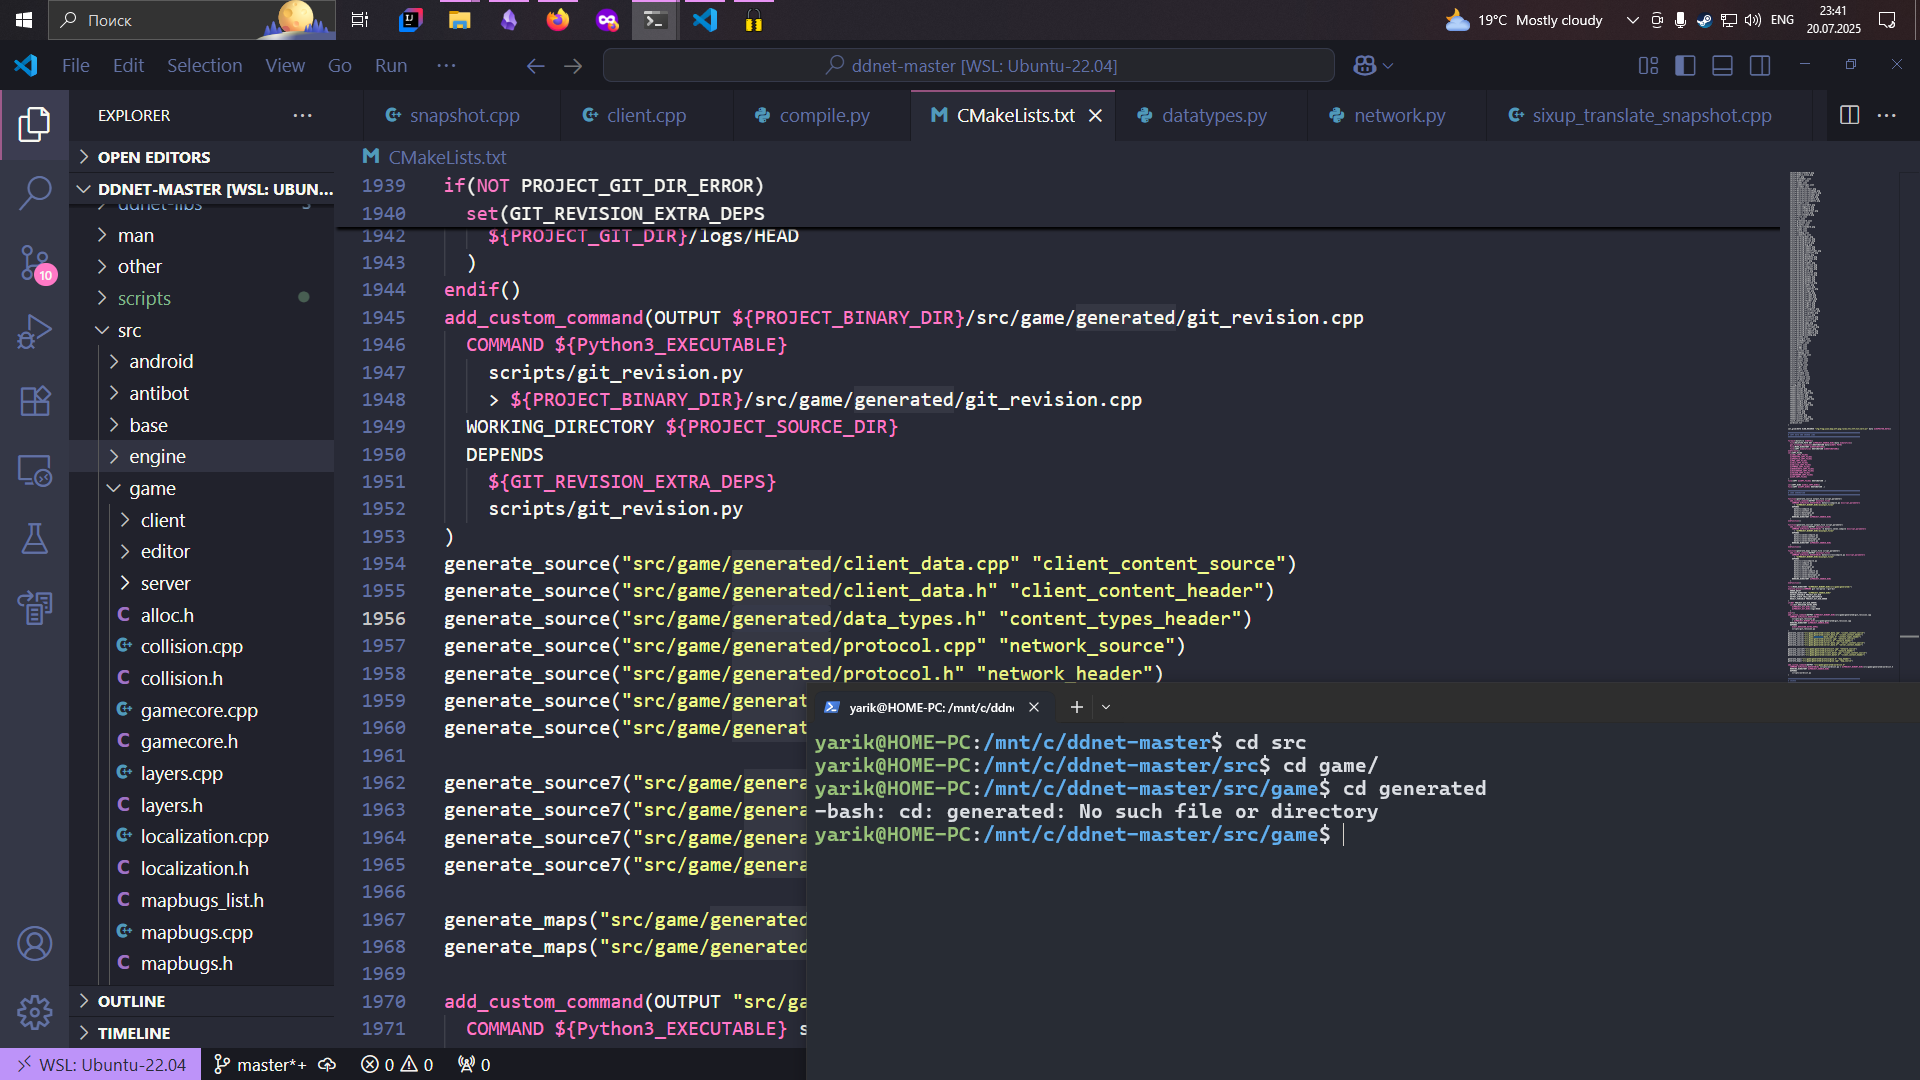 Поиск
19°C Mostly cloudy
ENG
23:41
20.07.2025
File Edit Selection View Go Run ···
ddnet-master [WSL: Ubuntu-22.04]
EXPLORER
snapshot.cpp
client.cpp
compile.py
CMakeLists.txt
datatypes.py
network.py
sixup_translate_snapshot.cpp
OPEN EDITORS
DDNET-MASTER [WSL: UBUN...
ddnet-libs
man
other
scripts
src
android
antibot
base
engine
game
client
editor
server
alloc.h
collision.cpp
collision.h
gamecore.cpp
gamecore.h
layers.cpp
layers.h
localization.cpp
localization.h
mapbugs_list.h
mapbugs.cpp
mapbugs.h
OUTLINE
TIMELINE
10
CMakeLists.txt
1939 if(NOT PROJECT_GIT_DIR_ERROR)
1940 set(GIT_REVISION_EXTRA_DEPS
1942 ${PROJECT_GIT_DIR}/logs/HEAD
1943 )
1944 endif()
1945 add_custom_command(OUTPUT ${PROJECT_BINARY_DIR}/src/game/generated/git_revision.cpp
1946 COMMAND ${Python3_EXECUTABLE}
1947 scripts/git_revision.py
1948 > ${PROJECT_BINARY_DIR}/src/game/generated/git_revision.cpp
1949 WORKING_DIRECTORY ${PROJECT_SOURCE_DIR}
1950 DEPENDS
1951 ${GIT_REVISION_EXTRA_DEPS}
1952 scripts/git_revision.py
1953 )
1954 generate_source("src/game/generated/client_data.cpp" "client_content_source")
1955 generate_source("src/game/generated/client_data.h" "client_content_header")
1956 generate_source("src/game/generated/data_types.h" "content_types_header")
1957 generate_source("src/game/generated/protocol.cpp" "network_source")
1958 generate_source("src/game/generated/protocol.h" "network_header")
1959 generate_source("src/game/generat
1960 generate_source("src/game/generat
1961
1962 generate_source7("src/game/genera
1963 generate_source7("src/game/genera
1964 generate_source7("src/game/genera
1965 generate_source7("src/game/genera
1966
1967 generate_maps("src/game/generated
1968 generate_maps("src/game/generated
1969
1970 add_custom_command(OUTPUT "src/ga
1971 COMMAND ${Python3_EXECUTABLE} s
yarik@HOME-PC: /mnt/c/ddn
yarik@HOME-PC:/mnt/c/ddnet-master$ cd src
yarik@HOME-PC:/mnt/c/ddnet-master/src$ cd game/
yarik@HOME-PC:/mnt/c/ddnet-master/src/game$ cd generated
-bash: cd: generated: No such file or directory
yarik@HOME-PC:/mnt/c/ddnet-master/src/game$
WSL: Ubuntu-22.04 master*+ 0 0 0